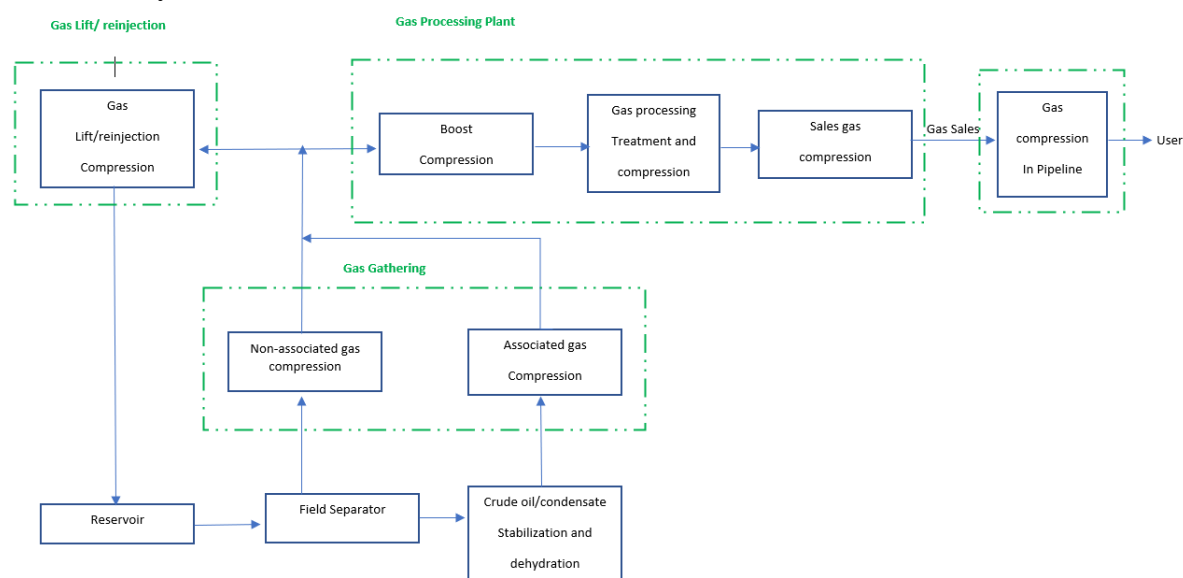 Gas Lift/ reinjection
Gas Processing Plant
Gas
Lift/reinjection
Compression
Boost
Compression
Gas processing
Treatment and
compression
Sales gas
compression
Gas Sales
Gas
compression
In Pipeline
User
Gas Gathering
Non-associated gas
compression
Associated gas
Compression
Reservoir
Field Separator
Crude oil/condensate
Stabilization and
dehydration